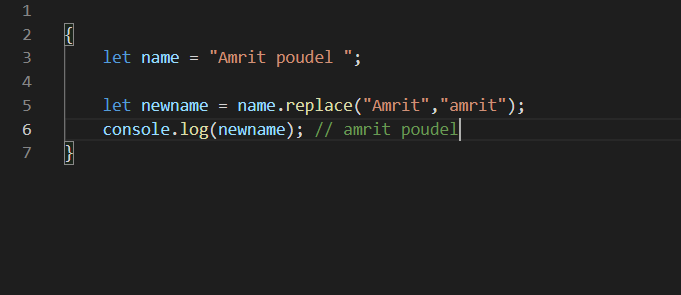 1
2 {
3     let name = "Amrit poudel ";
4
5     let newname = name.replace("Amrit","amrit");
6     console.log(newname); // amrit poudel
7 }